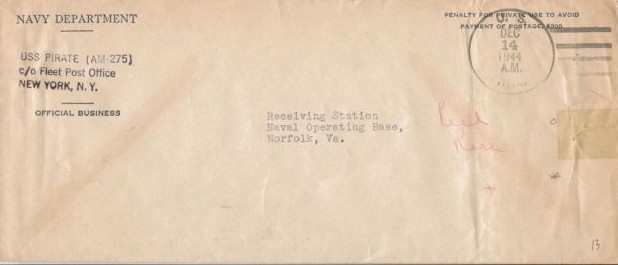 NAVY DEPARTMENT
USS PIRATE (AM-275)
c/o Fleet Post Office
NEW YORK, N. Y.
OFFICIAL BUSINESS
PENALTY FOR PRIVATE USE TO AVOID
PAYMENT OF POSTAGE, $300
U. S.
DEC
14
1944
A.M.
Receiving Station
Naval Operating Base,
Norfolk, Va.
13